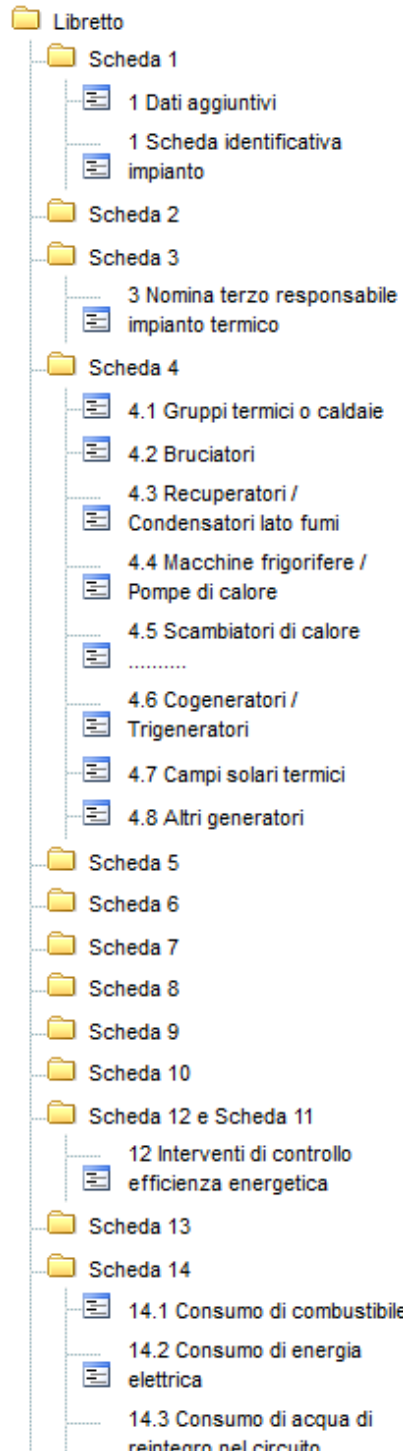 Libretto
Scheda 1
1 Dati aggiuntivi
1 Scheda identificativa
impianto
Scheda 2
Scheda 3
3 Nomina terzo responsabile
impianto termico
Scheda 4
4.1 Gruppi termici o caldaie
4.2 Bruciatori
4.3 Recuperatori /
Condensatori lato fumi
4.4 Macchine frigorifere /
Pompe di calore
4.5 Scambiatori di calore
..........
4.6 Cogeneratori /
Trigeneratori
4.7 Campi solari termici
4.8 Altri generatori
Scheda 5
Scheda 6
Scheda 7
Scheda 8
Scheda 9
Scheda 10
Scheda 12 e Scheda 11
12 Interventi di controllo
efficienza energetica
Scheda 13
Scheda 14
14.1 Consumo di combustibile
14.2 Consumo di energia
elettrica
14.3 Consumo di acqua di
reintegro nel circuito